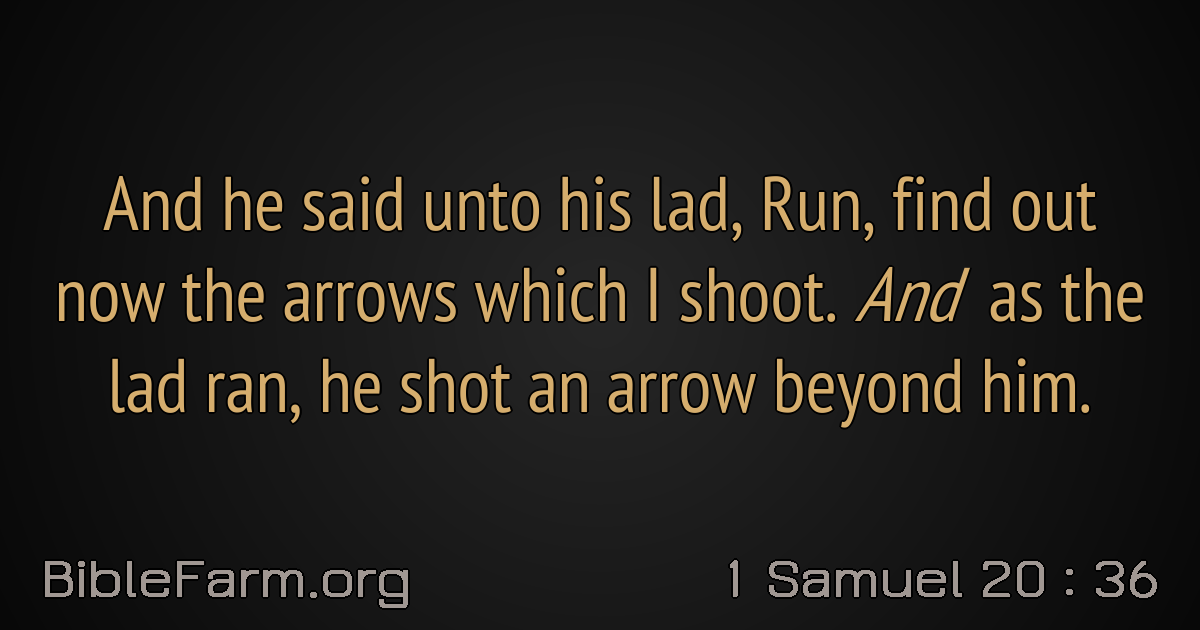 And he said unto his lad, Run, find out
now the arrows which I shoot. And as the
lad ran, he shot an arrow beyond him.
BibleFarm.org
1 Samuel 20 : 36